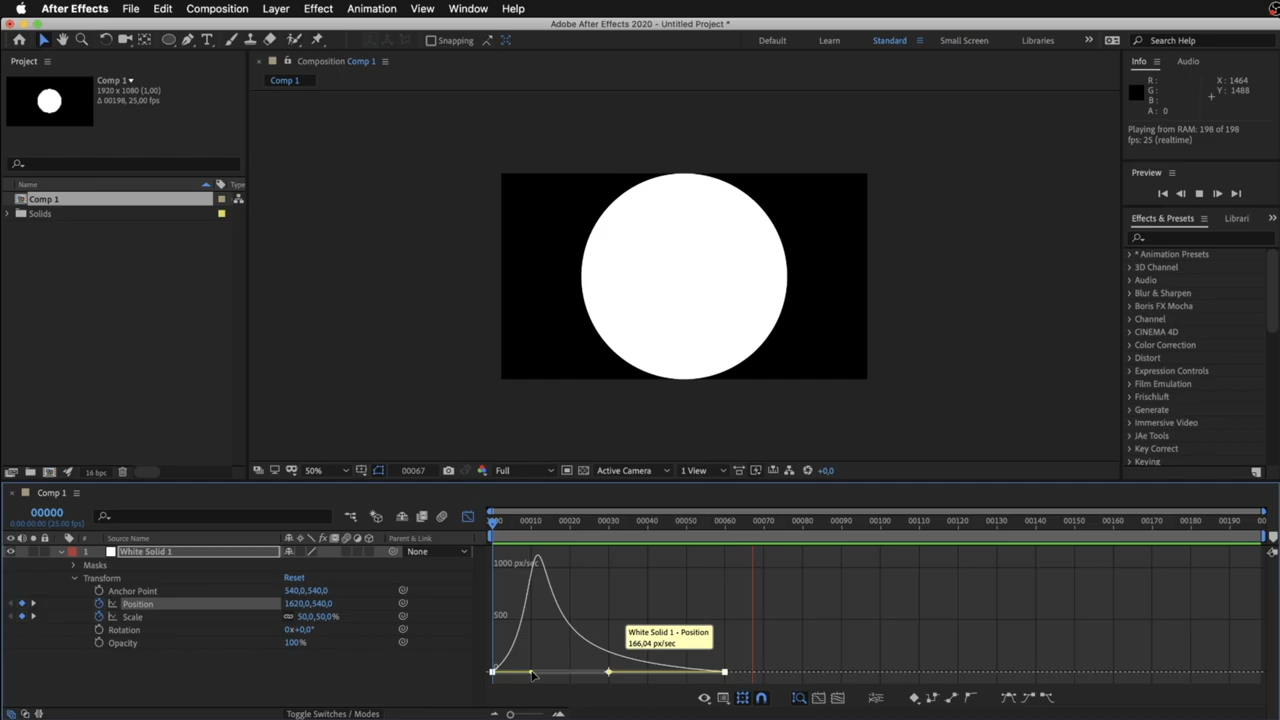 After Effects File Edit Composition Layer Effect Animation View Window Help
Adobe After Effects 2020 - Untitled Project *
Snapping Default Learn Standard Small Screen Libraries Search Help
Project
Comp 1
1920 x 1080 (1,00)
Δ 00198, 25,00 fps
Name Type
Comp 1
Solids
16 bpc
Composition Comp 1
Comp 1
50% 00067 Full Active Camera 1 View +0,0
Info Audio
R : X : 1464
G : Y : 1488
B :
A : 0
Playing from RAM: 198 of 198
fps: 25 (realtime)
Preview
Effects & Presets Librari
* Animation Presets
3D Channel
Audio
Blur & Sharpen
Boris FX Mocha
Channel
CINEMA 4D
Color Correction
Distort
Expression Controls
Film Emulation
Frischluft
Generate
Immersive Video
JAe Tools
Key Correct
Keying
Comp 1
00000
0:00:00:00 (25.00 fps)
# Source Name Parent & Link
1 White Solid 1 None
Masks
Transform Reset
Anchor Point 540,0,540,0
Position 1620,0,540,0
Scale 50,0,50,0%
Rotation 0x+0,0°
Opacity 100%
Toggle Switches / Modes
00010 00020 00030 00040 00050 00060 00070 00080 00090 00100 00110 00120 00130 00140 00150 00160 00170 00180 00190
1000 px/sec
500
0
White Solid 1 • Position
166,04 px/sec